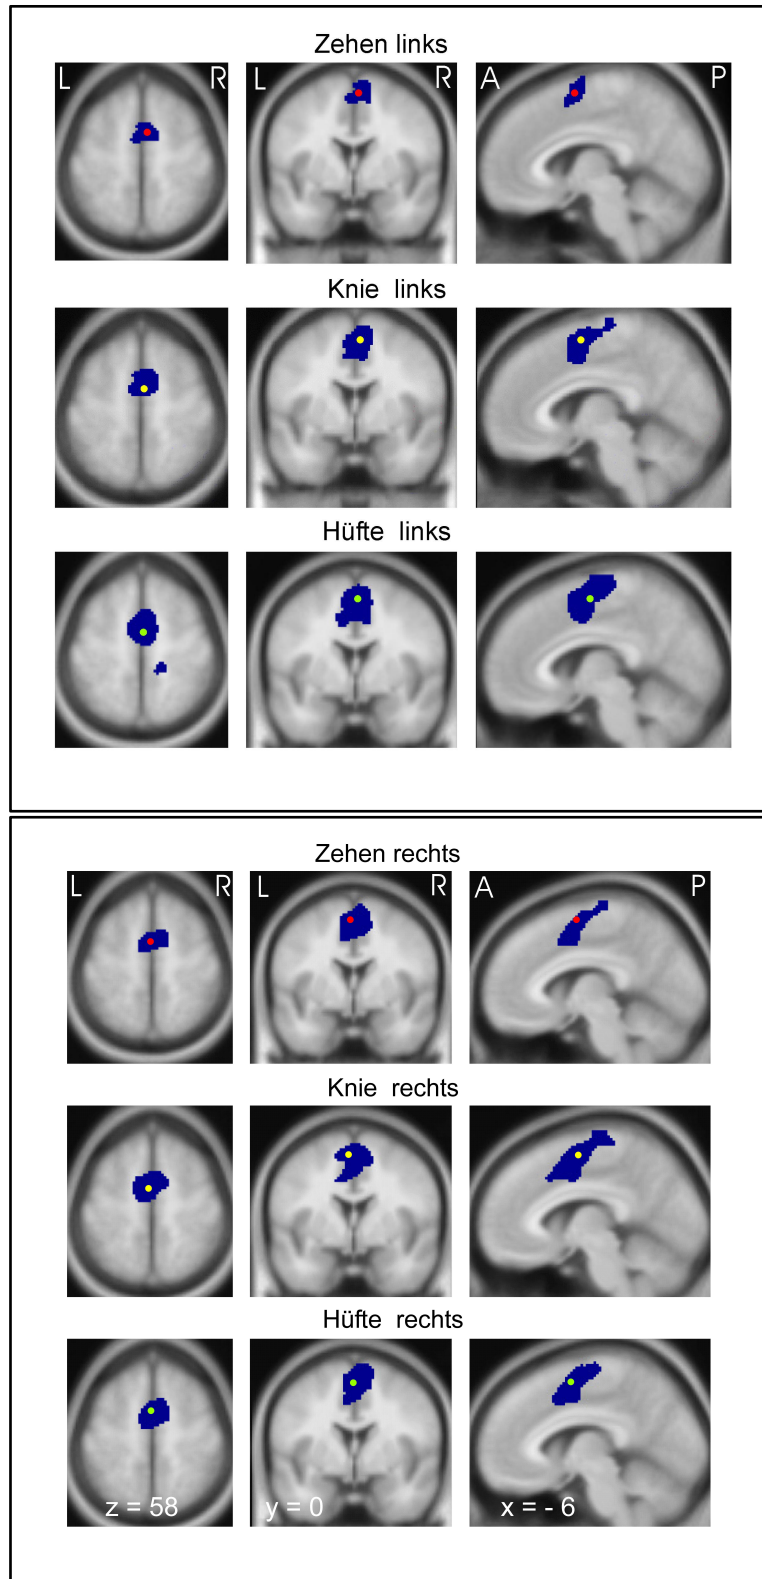 Zehen links
L R L R A P
Knie links
Hüfte links
Zehen rechts
L R L R A P
Knie rechts
Hüfte rechts
z = 58 y = 0 x = - 6